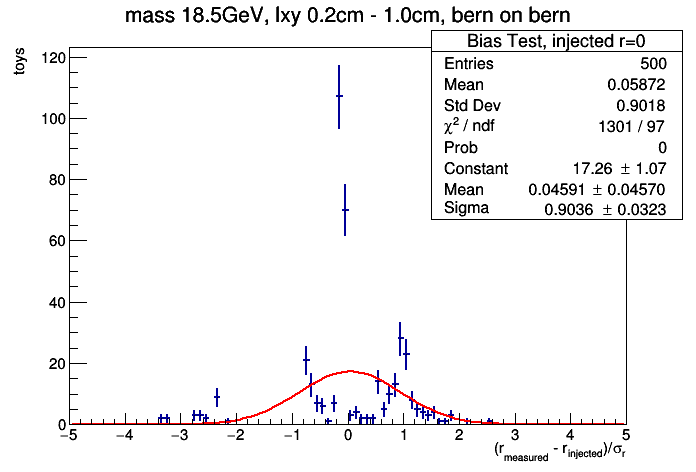 mass 18.5GeV, lxy 0.2cm - 1.0cm, bern on bern
Bias Test, injected r=0
Entries 500
Mean 0.05872
Std Dev 0.9018
χ² / ndf 1301 / 97
Prob 0
Constant 17.26 ± 1.07
Mean 0.04591 ± 0.04570
Sigma 0.9036 ± 0.0323
toys
120
100
80
60
40
20
0
−5 −4 −3 −2 −1 0 1 2 3 4 5
(r_measured - r_injected)/σ_r